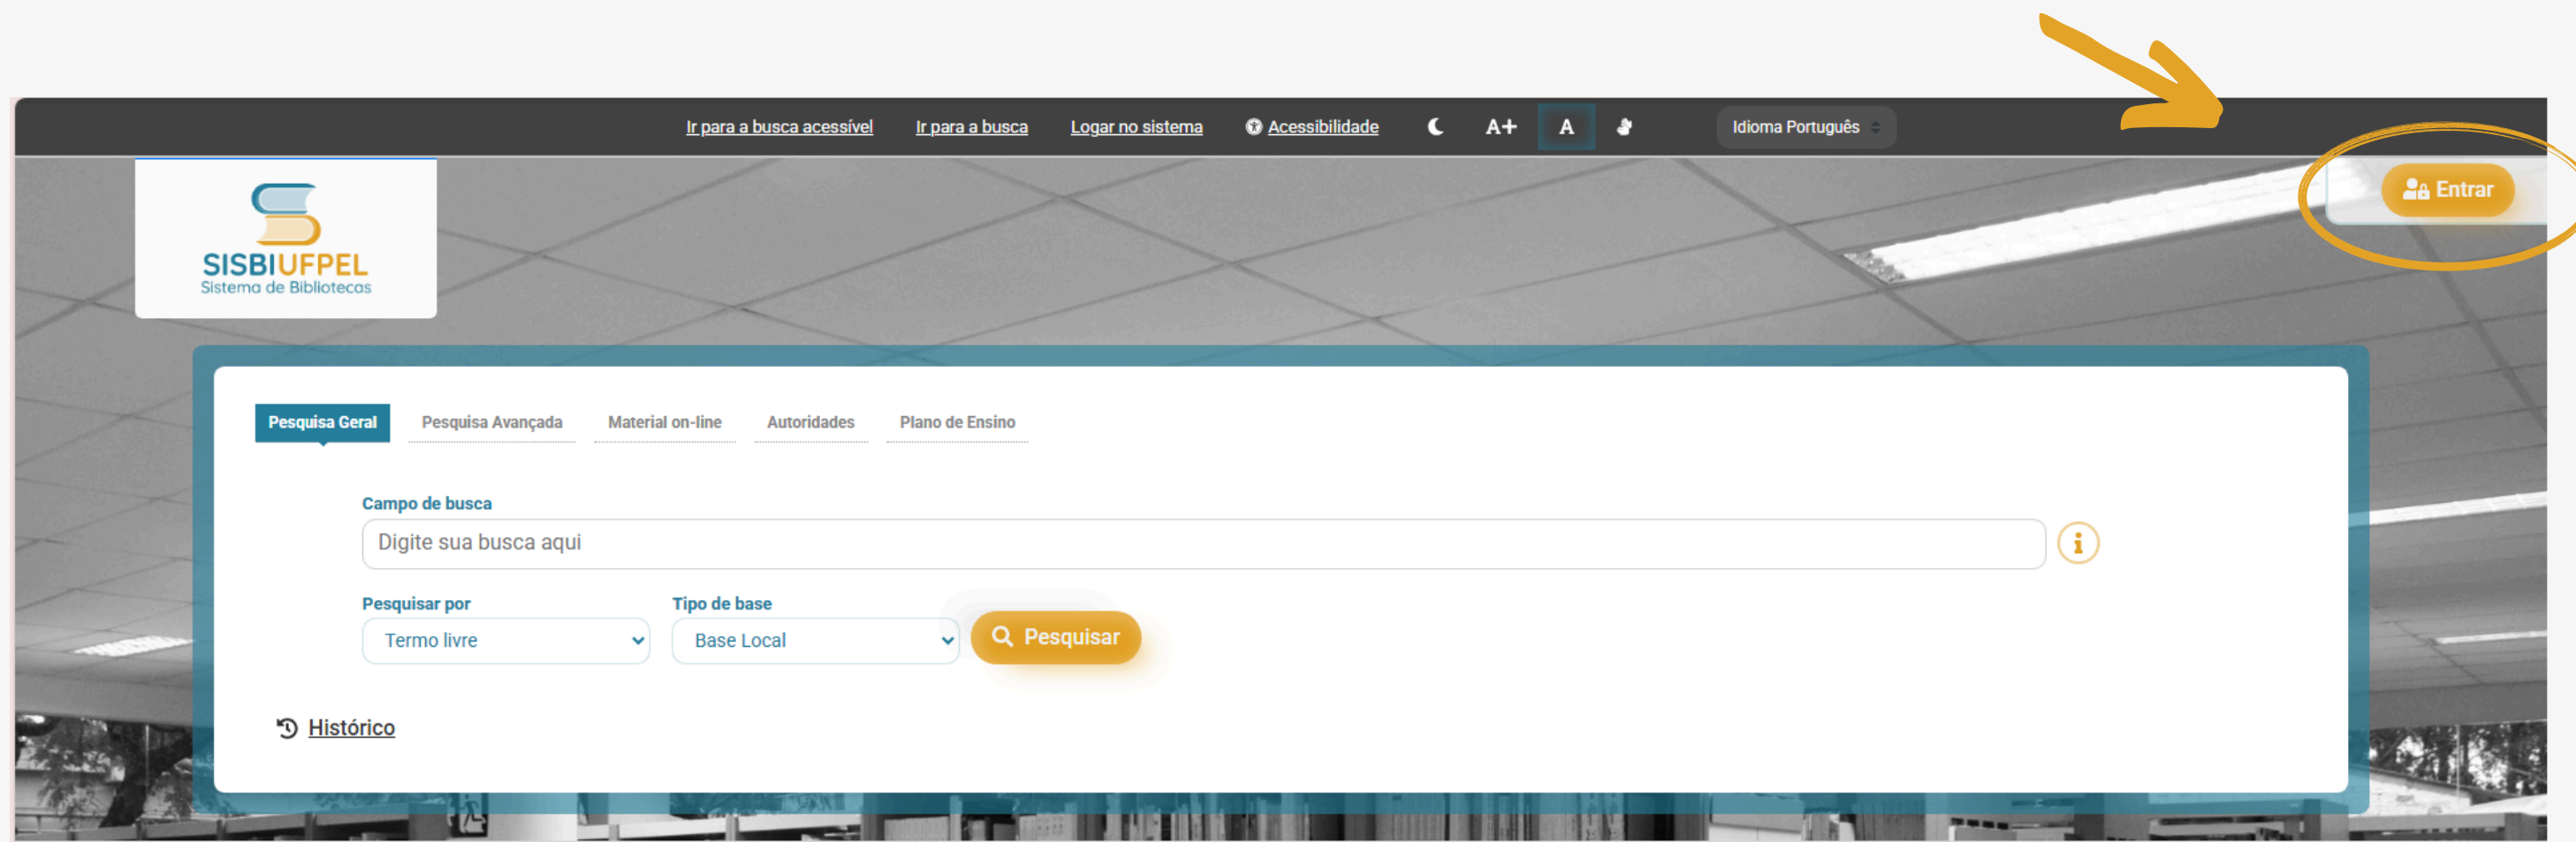 Ir para a busca acessível Ir para a busca Logar no sistema Acessibilidade A+ A Idioma Português
Entrar
SISBIUFPEL
Sistema de Bibliotecas
Pesquisa Geral Pesquisa Avançada Material on-line Autoridades Plano de Ensino
Campo de busca
Digite sua busca aqui
Pesquisar por Tipo de base
Termo livre Base Local Pesquisar
Histórico